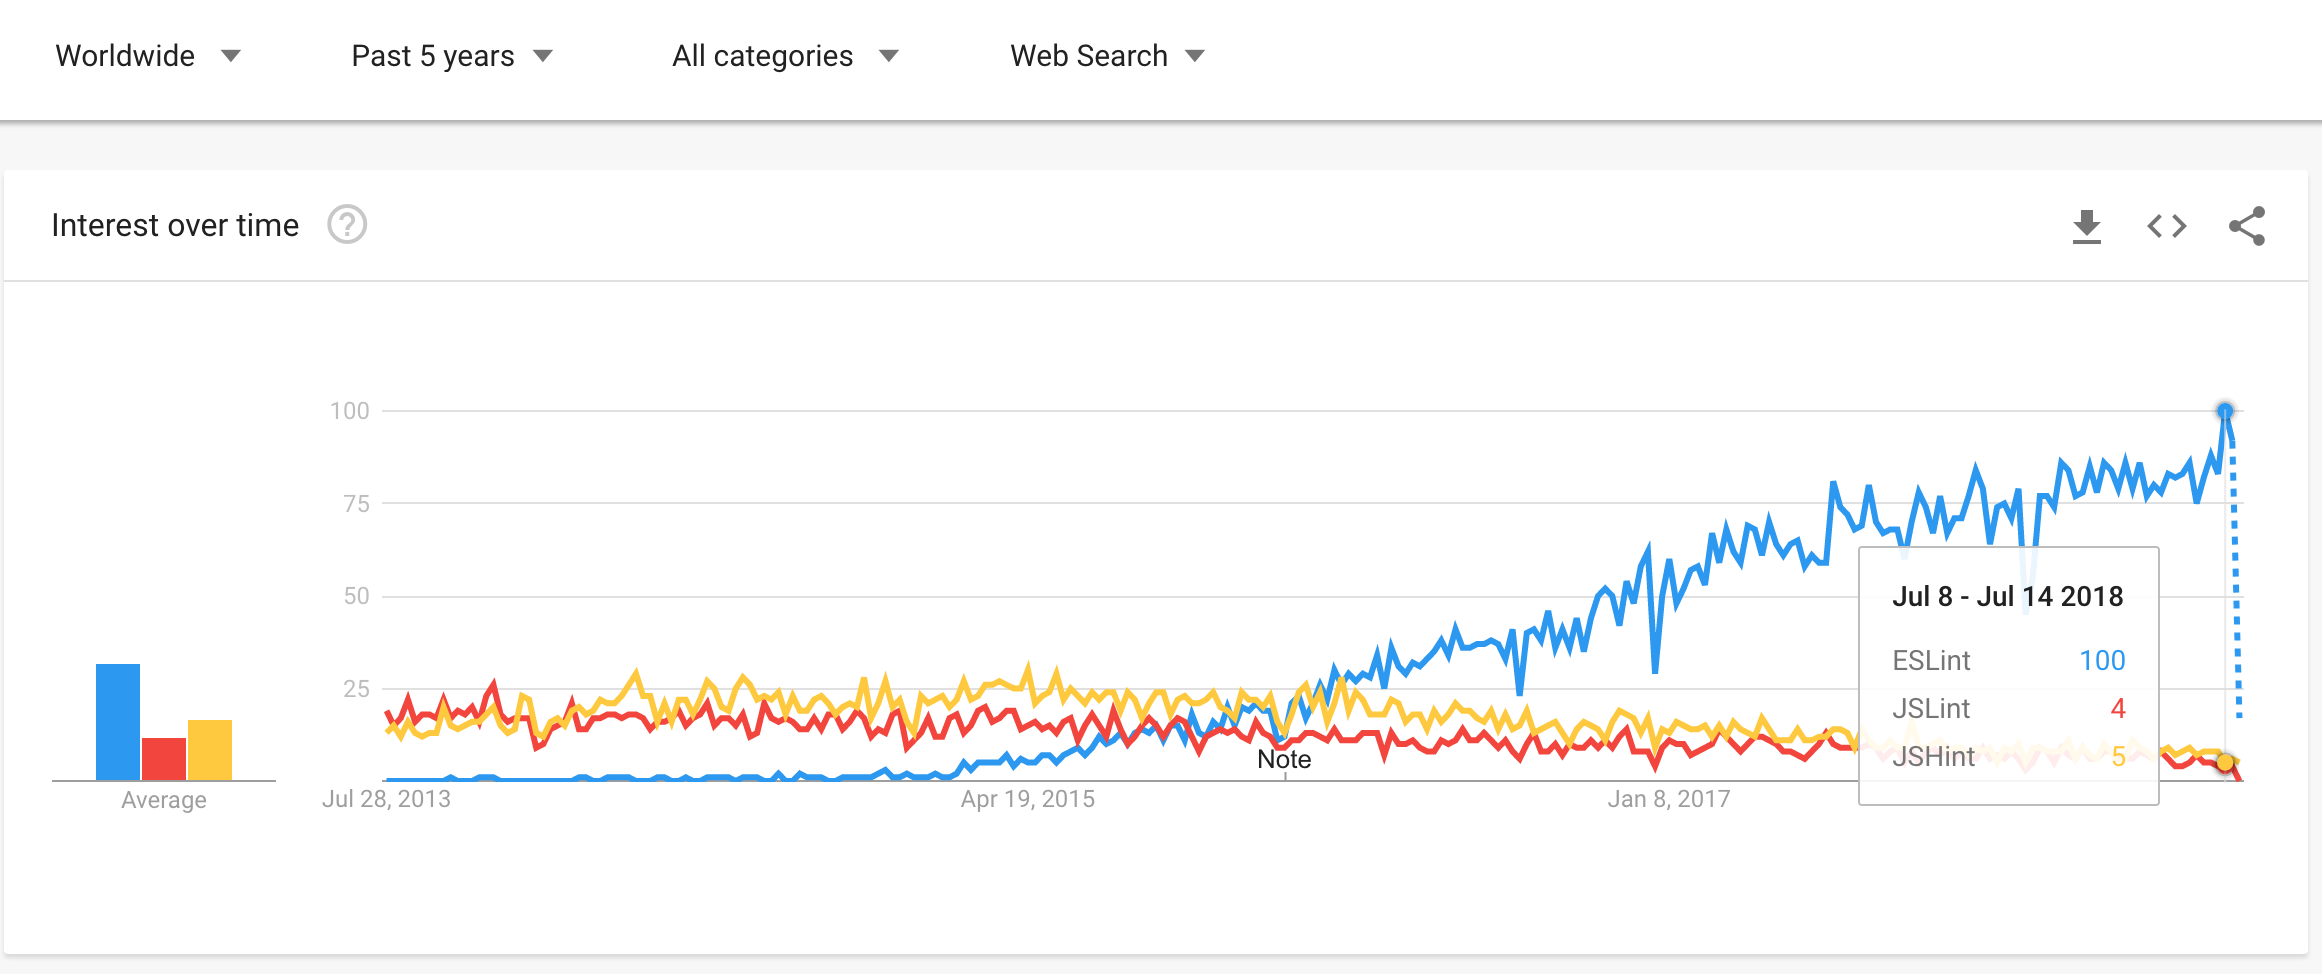 Worldwide Past 5 years All categories Web Search
Interest over time ?
100
75
50
25
Average
Note
Jul 28, 2013 Apr 19, 2015 Jan 8, 2017
Jul 8 - Jul 14 2018
ESLint 100
JSLint 4
JSHint 5